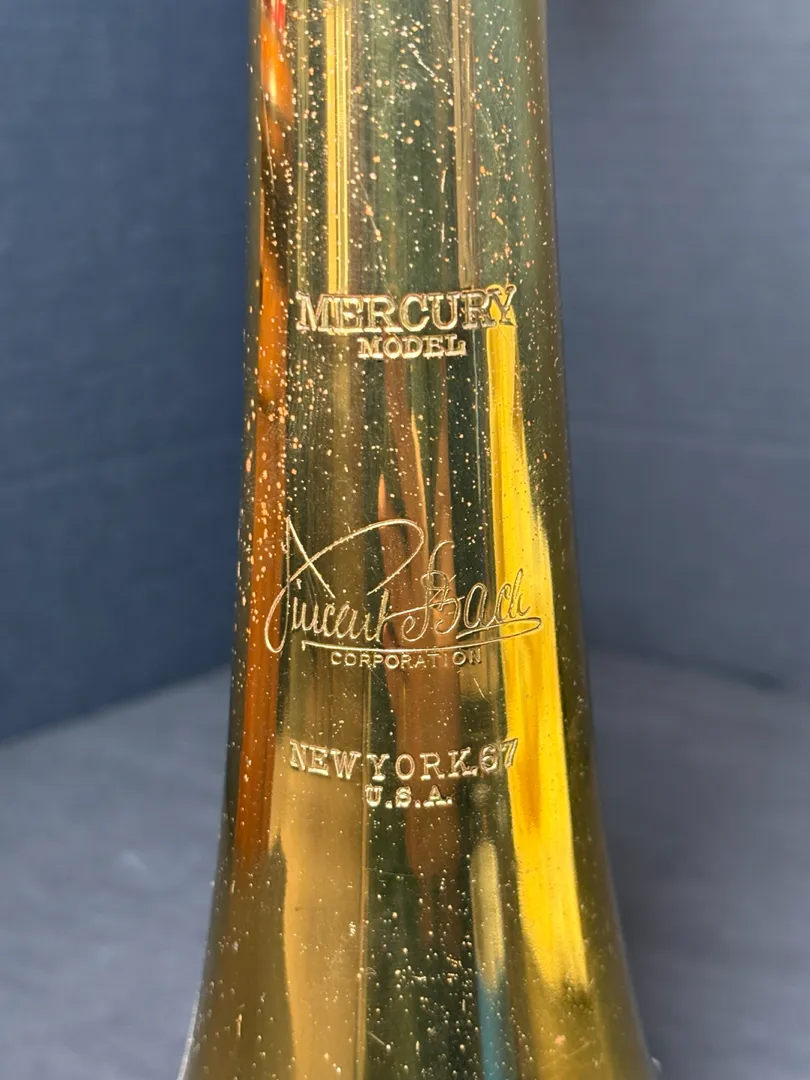 MERCURY
MODEL
Vincent Bach
CORPORATION
NEW YORK 67
U.S.A.